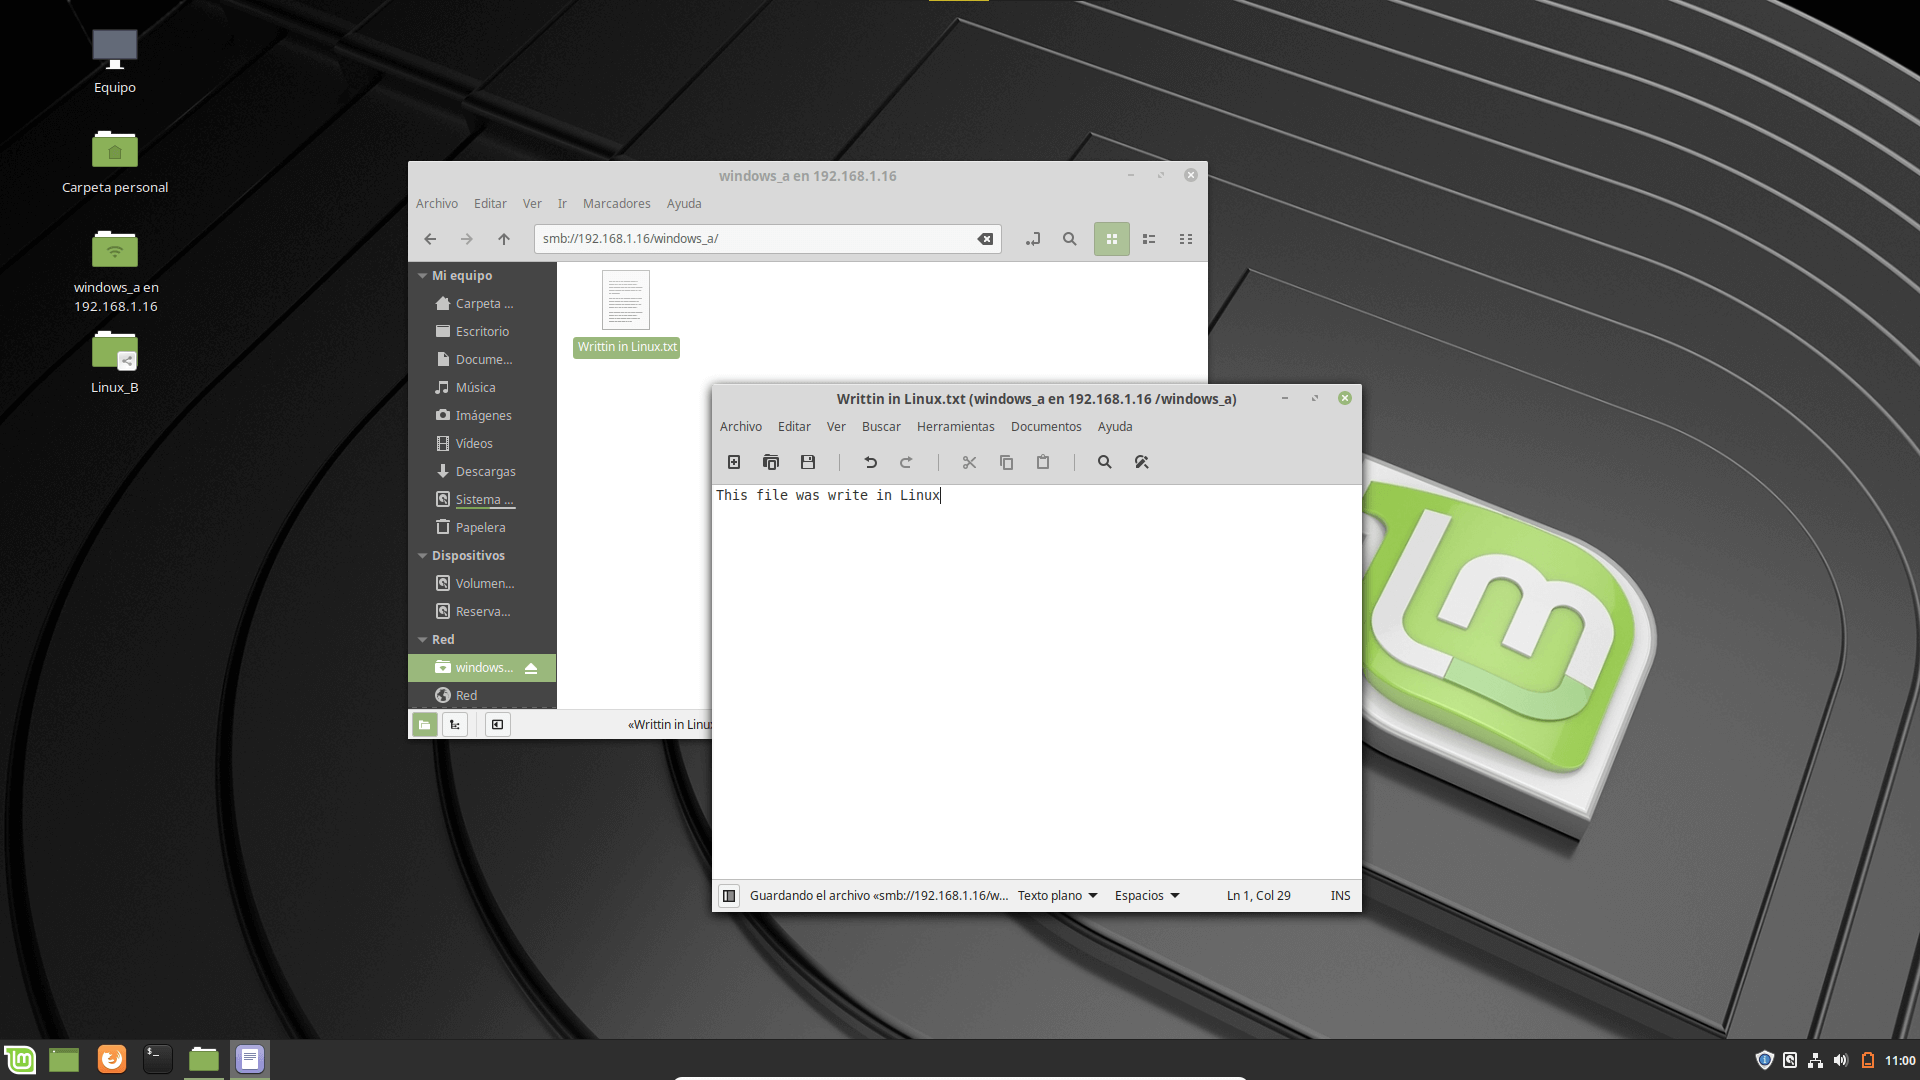 Equipo
Carpeta personal
windows_a en
192.168.1.16
Linux_B
windows_a en 192.168.1.16
Archivo Editar Ver Ir Marcadores Ayuda
smb://192.168.1.16/windows_a/
Mi equipo
Carpeta ...
Escritorio
Docume...
Música
Imágenes
Vídeos
Descargas
Sistema ...
Papelera
Dispositivos
Volumen...
Reserva...
Red
windows...
Red
Writtin in Linux.txt
«Writtin in Linu
Writtin in Linux.txt (windows_a en 192.168.1.16 /windows_a)
Archivo Editar Ver Buscar Herramientas Documentos Ayuda
This file was write in Linux
Guardando el archivo «smb://192.168.1.16/w... Texto plano Espacios Ln 1, Col 29 INS
11:00